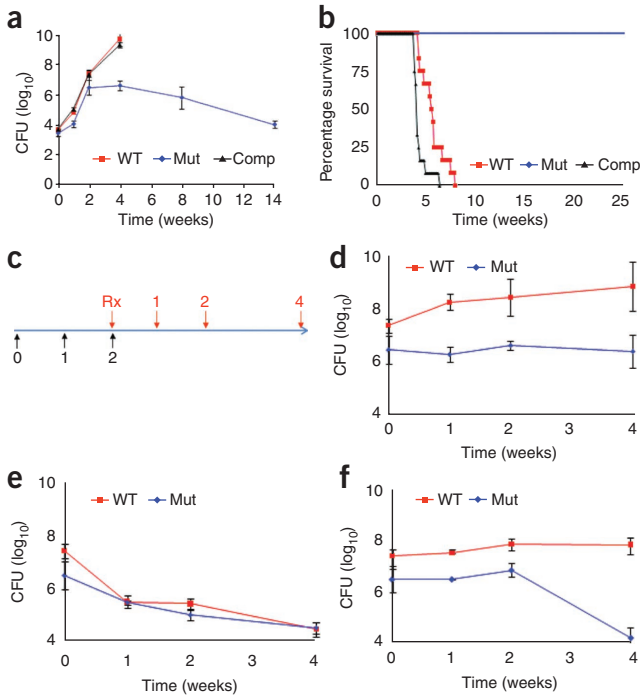 a
CFU (log10)
10
8
6
4
2
0
0 2 4 6 8 10 12 14
WT Mut Comp
Time (weeks)
b
Percentage survival
100
75
50
25
0
0 5 10 15 20 25
WT Mut Comp
Time (weeks)
c
Rx 1 2 4
0 1 2
d
CFU (log10)
10
8
6
4
WT Mut
0 1 2 3 4
Time (weeks)
e
CFU (log10)
10
8
6
4
WT Mut
0 1 2 3 4
Time (weeks)
f
CFU (log10)
10
8
6
4
WT Mut
0 1 2 3 4
Time (weeks)